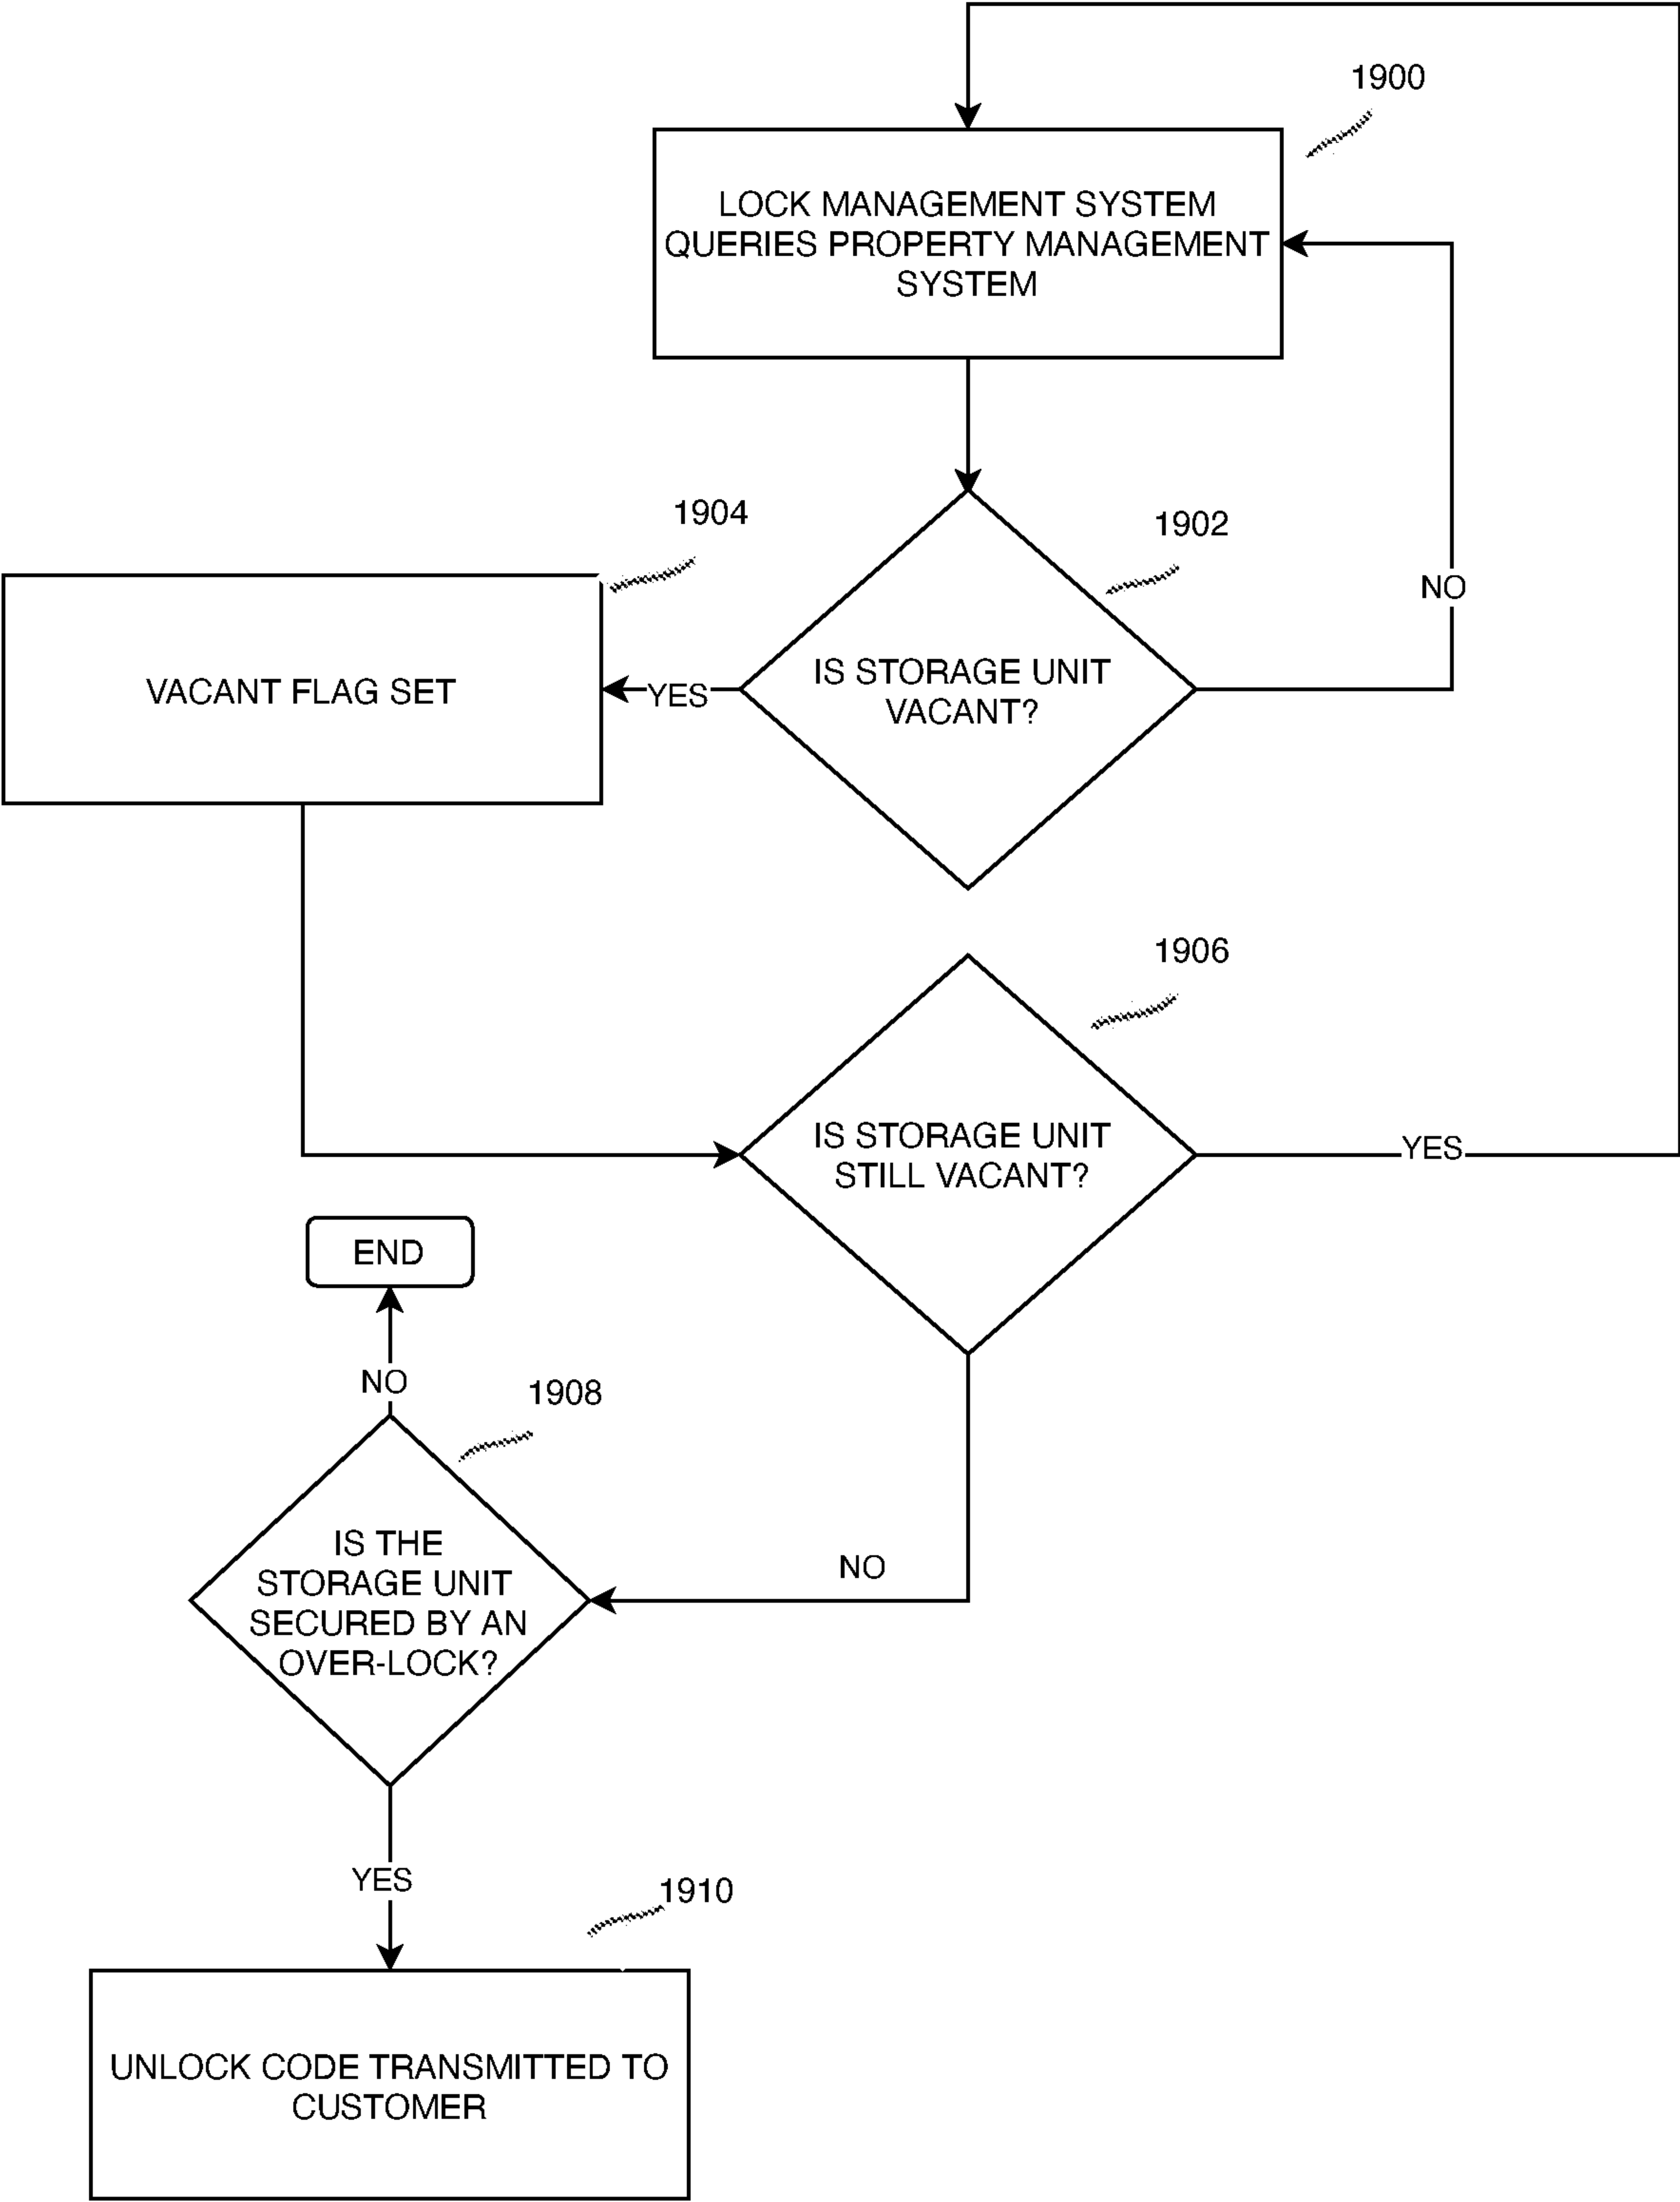 1900
LOCK MANAGEMENT SYSTEM
QUERIES PROPERTY MANAGEMENT
SYSTEM
1904
1902
NO
VACANT FLAG SET
YES
IS STORAGE UNIT
VACANT?
1906
IS STORAGE UNIT
STILL VACANT?
YES
END
NO
1908
IS THE
STORAGE UNIT
SECURED BY AN
OVER-LOCK?
NO
YES
1910
UNLOCK CODE TRANSMITTED TO
CUSTOMER